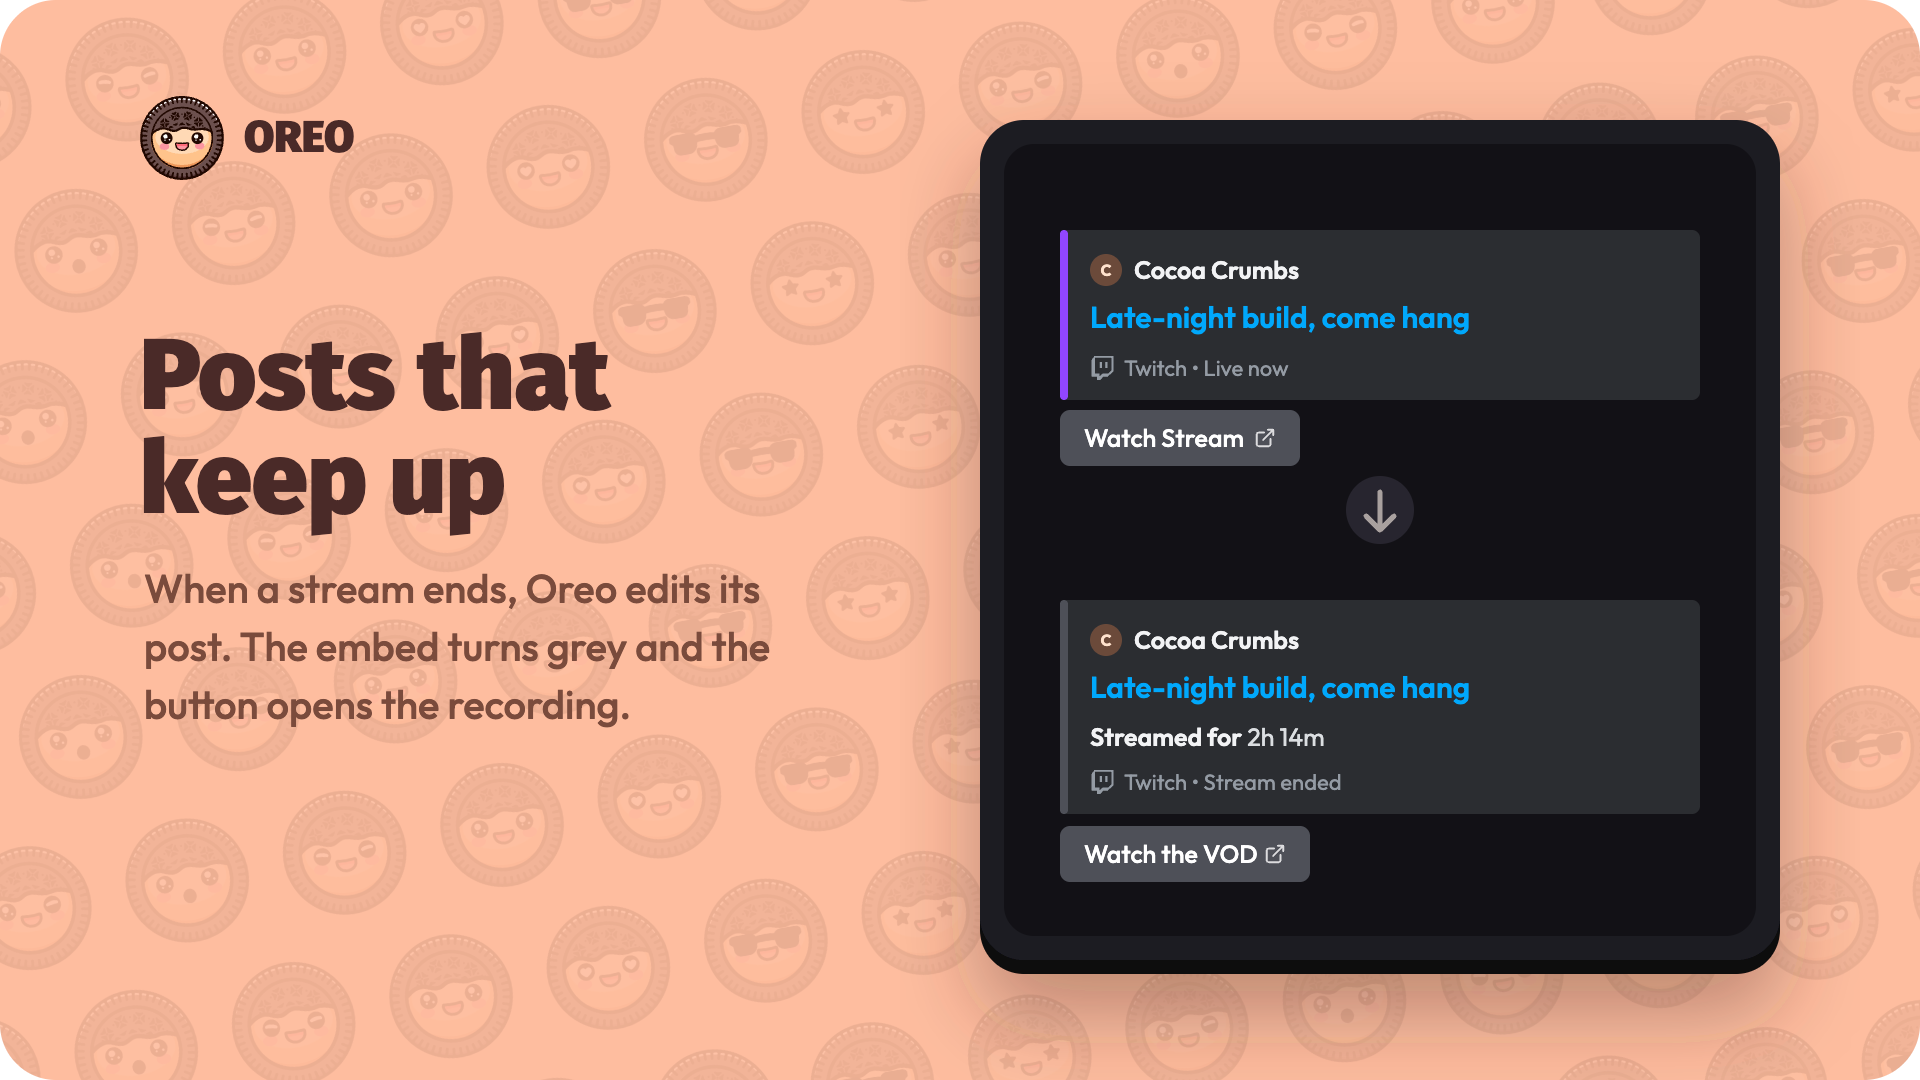 OREO
Posts that
keep up
When a stream ends, Oreo edits its
post. The embed turns grey and the
button opens the recording.
C Cocoa Crumbs
Late-night build, come hang
Twitch • Live now
Watch Stream
C Cocoa Crumbs
Late-night build, come hang
Streamed for 2h 14m
Twitch • Stream ended
Watch the VOD